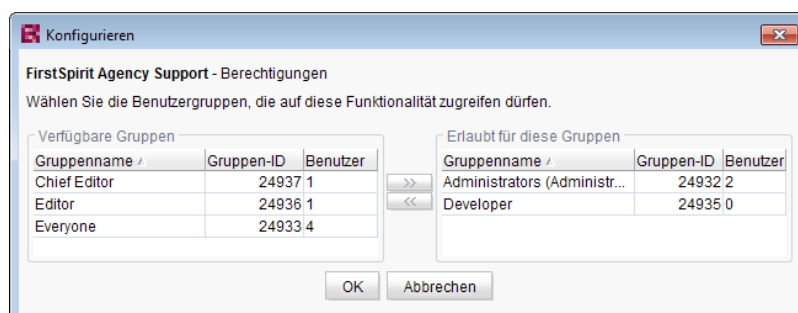 Konfigurieren
FirstSpirit Agency Support - Berechtigungen
Wählen Sie die Benutzergruppen, die auf diese Funktionalität zugreifen dürfen.
Verfügbare Gruppen
Gruppenname Gruppen-ID Benutzer
Chief Editor 24937 1
Editor 24936 1
Everyone 24933 4
>>
<<
Erlaubt für diese Gruppen
Gruppenname Gruppen-ID Benutzer
Administrators (Administr... 24932 2
Developer 24935 0
OK Abbrechen